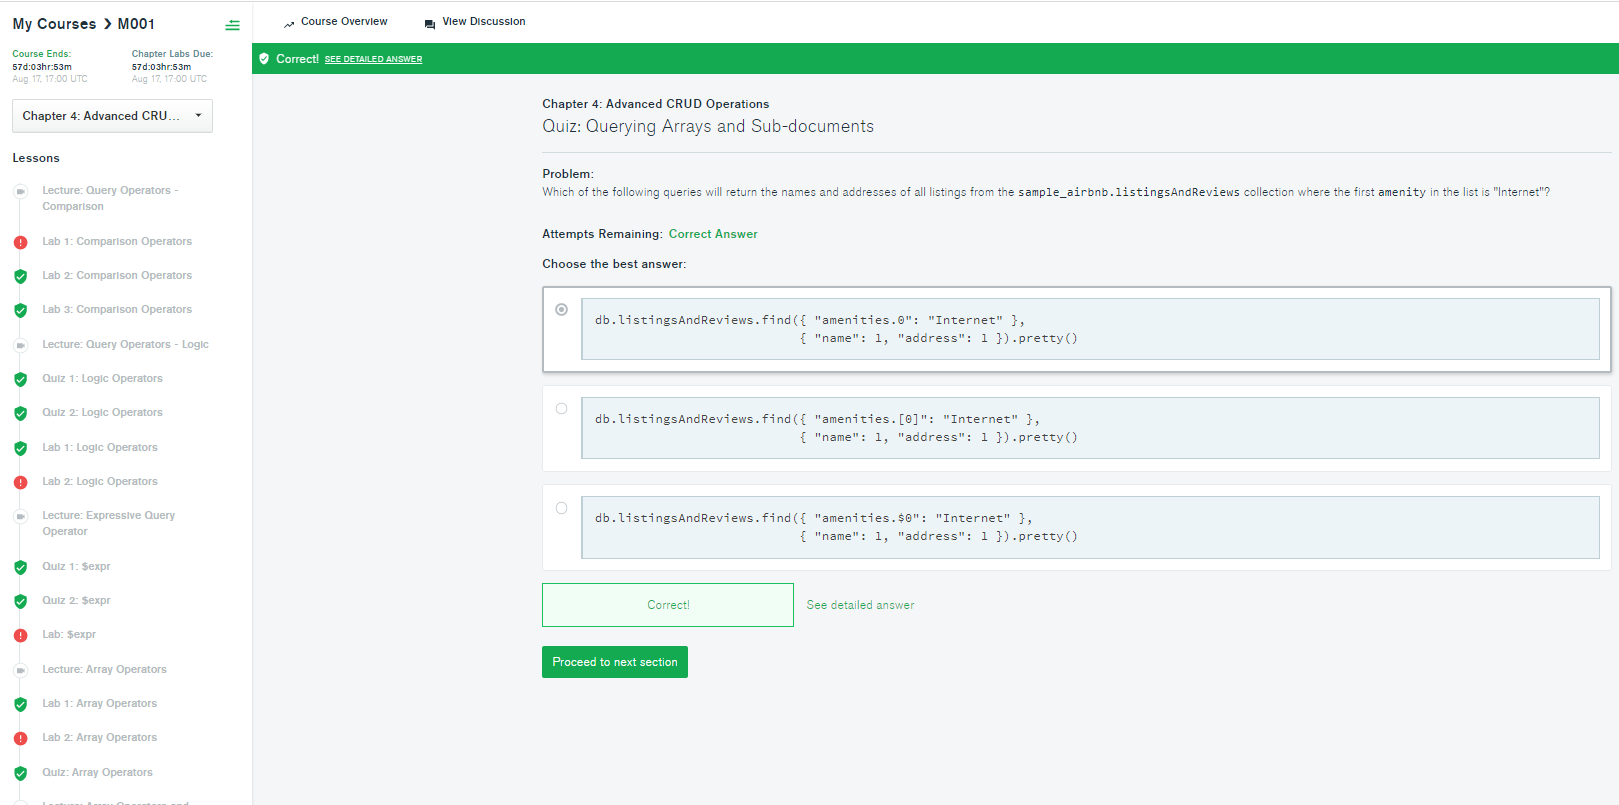 My Courses > M001
Course Ends:
57d:03hr:53m
Aug 17, 17:00 UTC
Chapter Labs Due:
57d:03hr:53m
Aug 17, 17:00 UTC
Chapter 4: Advanced CRU...
Lessons
Lecture: Query Operators -
Comparison
Lab 1: Comparison Operators
Lab 2: Comparison Operators
Lab 3: Comparison Operators
Lecture: Query Operators - Logic
Quiz 1: Logic Operators
Quiz 2: Logic Operators
Lab 1: Logic Operators
Lab 2: Logic Operators
Lecture: Expressive Query
Operator
Quiz 1: $expr
Quiz 2: $expr
Lab: $expr
Lecture: Array Operators
Lab 1: Array Operators
Lab 2: Array Operators
Quiz: Array Operators
Lecture: Array Operators and
Course Overview
View Discussion
Correct! SEE DETAILED ANSWER
Chapter 4: Advanced CRUD Operations
Quiz: Querying Arrays and Sub-documents
Problem:
Which of the following queries will return the names and addresses of all listings from the sample_airbnb.listingsAndReviews collection where the first amenity in the list is "Internet"?
Attempts Remaining: Correct Answer
Choose the best answer:
db.listingsAndReviews.find({ "amenities.0": "Internet" },
{ "name": 1, "address": 1 }).pretty()
db.listingsAndReviews.find({ "amenities.[0]": "Internet" },
{ "name": 1, "address": 1 }).pretty()
db.listingsAndReviews.find({ "amenities.$0": "Internet" },
{ "name": 1, "address": 1 }).pretty()
Correct!
See detailed answer
Proceed to next section